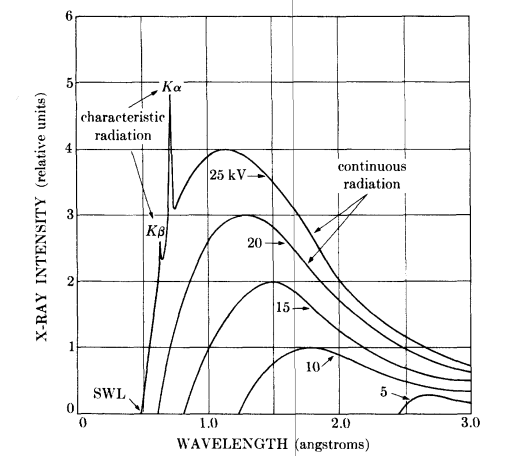 6
5
4
3
2
1
0
X-RAY INTENSITY (relative units)
Kα
characteristic
radiation
Kβ
25 kV
continuous
radiation
20
15
10
5
SWL
0.0
1.0
2.0
3.0
WAVELENGTH (angstroms)